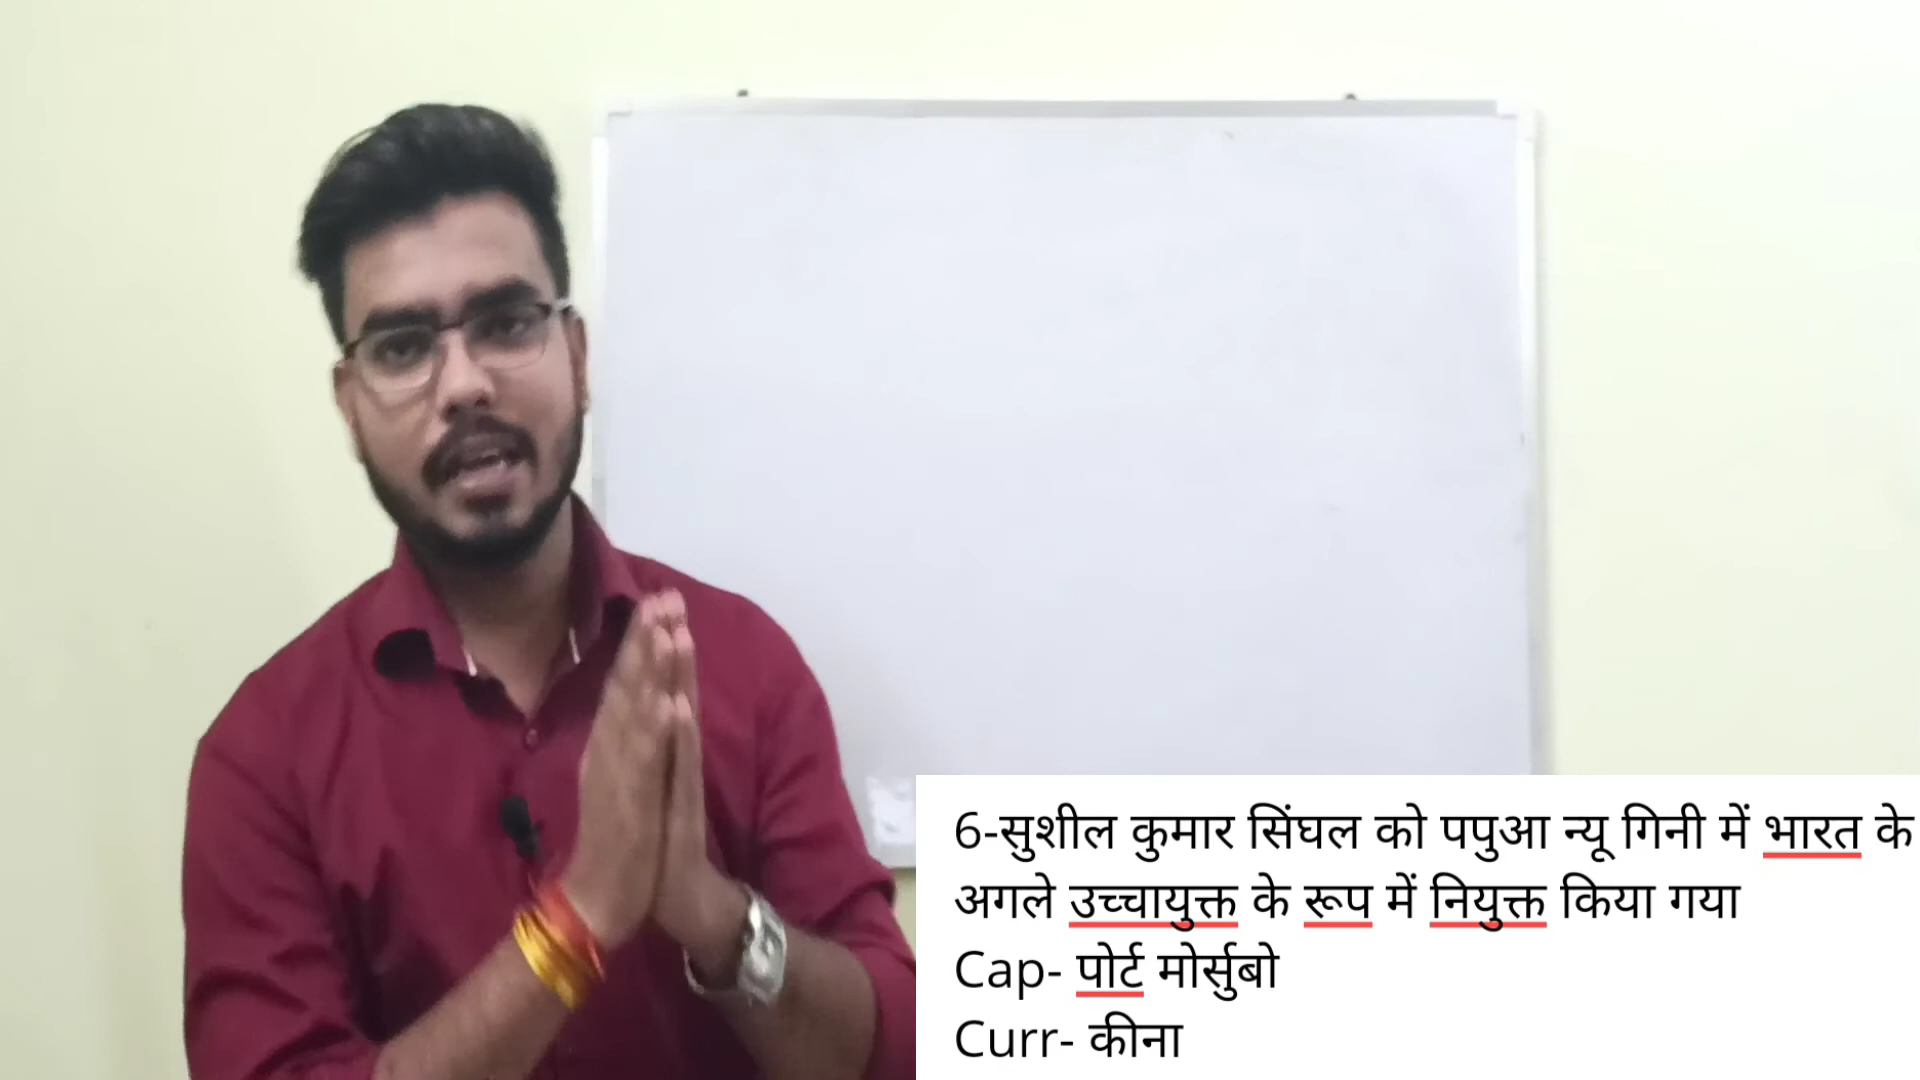 6-सुशील कुमार सिंघल को पपुआ न्यू गिनी में भारत के
अगले उच्चायुक्त के रूप में नियुक्त किया गया
Cap- पोर्ट मोर्सुबो
Curr- कीना